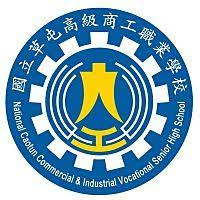 國立草屯高級商工職業學校
National Caotun Commercial & Industrial Vocational Senior High School